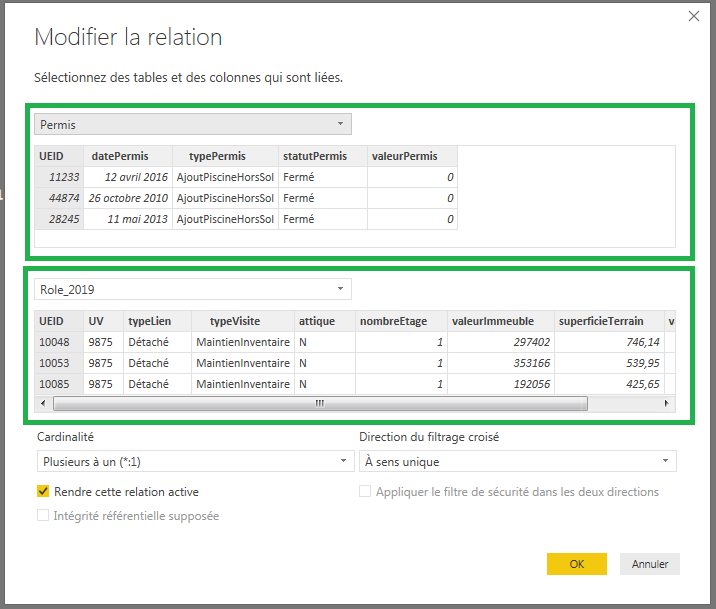 Modifier la relation
Sélectionnez des tables et des colonnes qui sont liées.
Permis
UEID datePermis typePermis statutPermis valeurPermis
11233 12 avril 2016 AjoutPiscineHorsSol Fermé 0
44874 26 octobre 2010 AjoutPiscineHorsSol Fermé 0
28245 11 mai 2013 AjoutPiscineHorsSol Fermé 0
Role_2019
UEID UV typeLien typeVisite attique nombreEtage valeurImmeuble superficieTerrain
10048 9875 Détaché MaintienInventaire N 1 297402 746,14
10053 9875 Détaché MaintienInventaire N 1 353166 539,95
10085 9875 Détaché MaintienInventaire N 1 192056 425,65
Cardinalité Direction du filtrage croisé
Plusieurs à un (*:1) À sens unique
Rendre cette relation active Appliquer le filtre de sécurité dans les deux directions
Intégrité référentielle supposée
OK Annuler